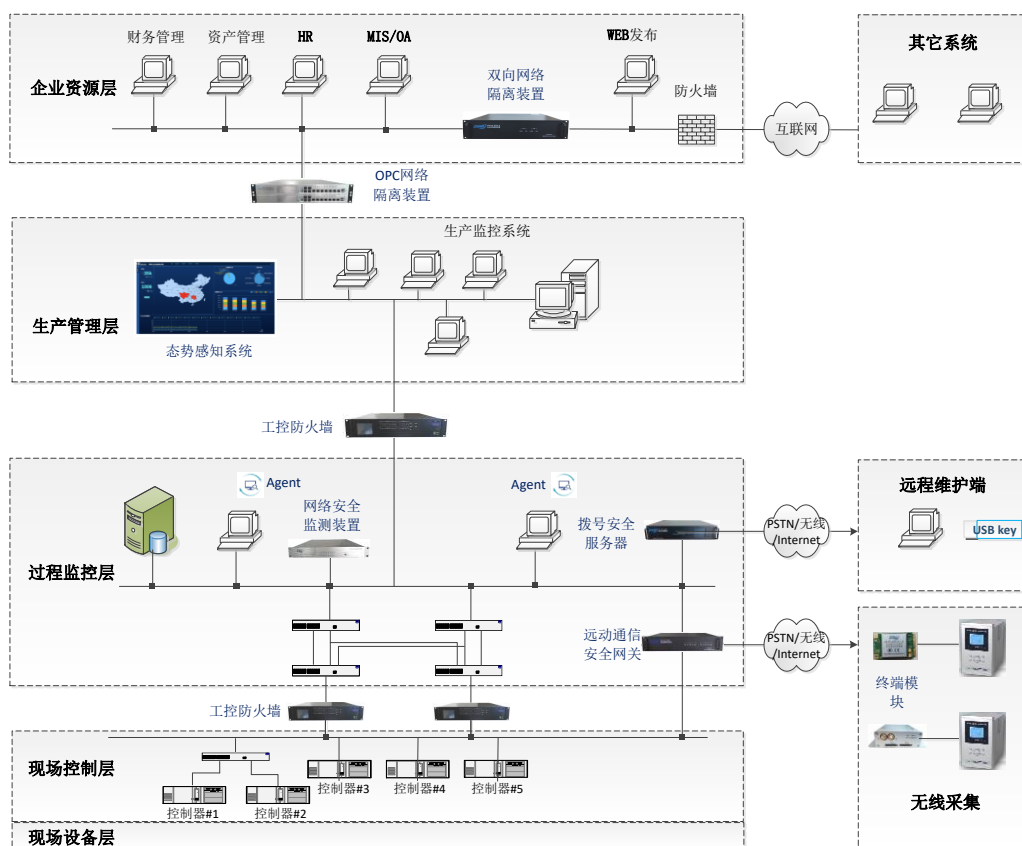 财务管理
资产管理
HR
MIS/OA
WEB发布
其它系统
企业资源层
双向网络
隔离装置
防火墙
互联网
OPC网络
隔离装置
生产监控系统
生产管理层
态势感知系统
工控防火墙
Agent
Agent
网络安全
监测装置
拨号安全
服务器
PSTN/无线
/Internet
远程维护端
USB key
过程监控层
远动通信
安全网关
PSTN/无线
/Internet
终端模
块
工控防火墙
现场控制层
控制器#3
控制器#4
控制器#5
控制器#1
控制器#2
无线采集
现场设备层